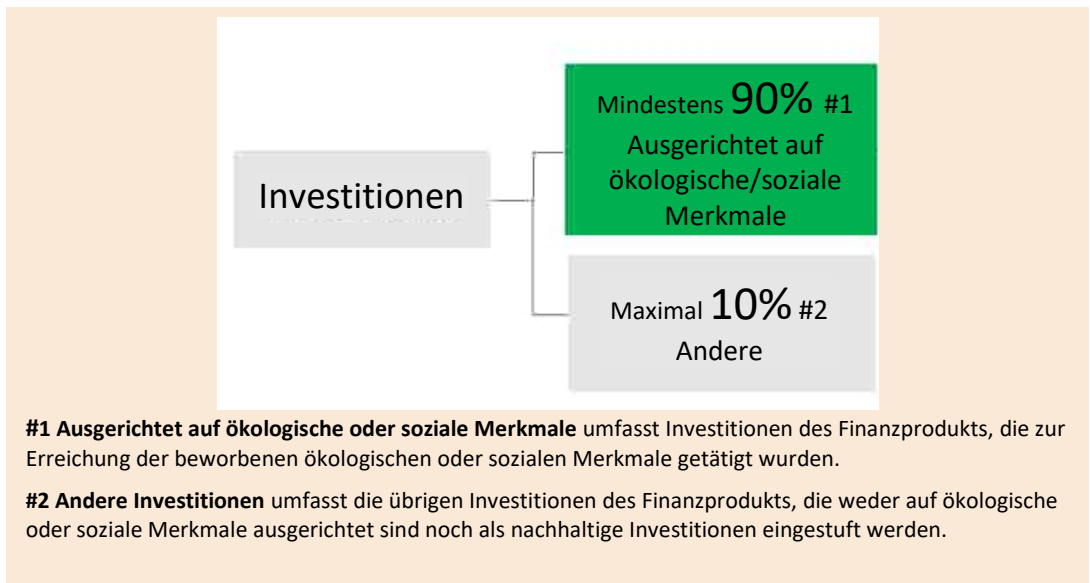 Mindestens 90% #1
Ausgerichtet auf
ökologische/soziale
Merkmale
Investitionen
Maximal 10% #2
Andere
#1 Ausgerichtet auf ökologische oder soziale Merkmale umfasst Investitionen des Finanzprodukts, die zur
Erreichung der beworbenen ökologischen oder sozialen Merkmale getätigt wurden.
#2 Andere Investitionen umfasst die übrigen Investitionen des Finanzprodukts, die weder auf ökologische
oder soziale Merkmale ausgerichtet sind noch als nachhaltige Investitionen eingestuft werden.